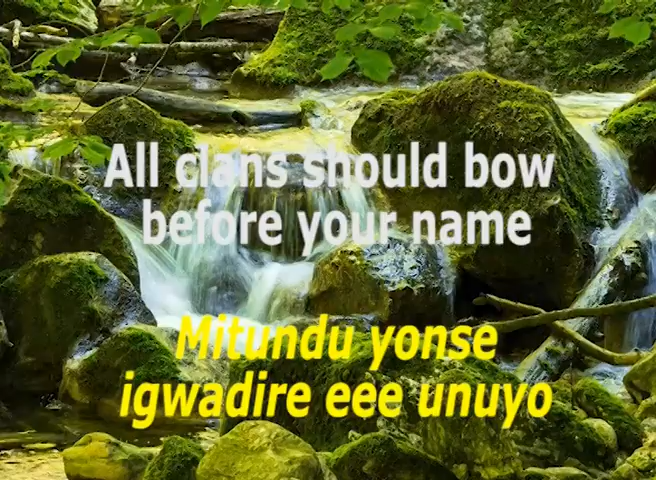 All clans should bow
before your name
Mitundu yonse
igwadire eee unuyo